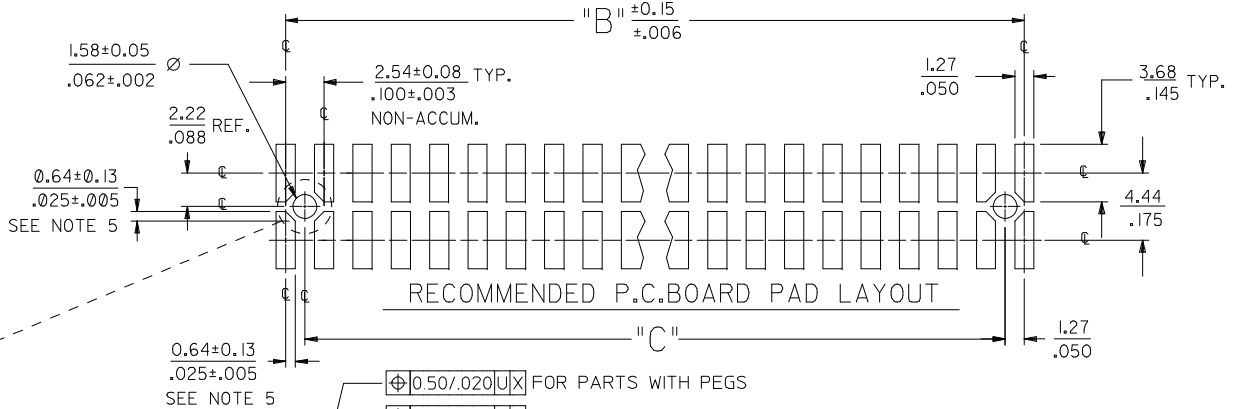 "B" ±0.15
±.006
1.58±0.05 Ø
.062±.002
℄
℄
2.54±0.08 TYP.
.100±.003
NON-ACCUM.
℄
1.27
.050
3.68 TYP.
.145
2.22 REF.
.088
℄
℄
℄
0.64±0.13
.025±.005
SEE NOTE 5
4.44
.175
℄
℄ ℄
RECOMMENDED P.C.BOARD PAD LAYOUT
"C"
1.27
.050
0.64±0.13
.025±.005
SEE NOTE 5
⌖ 0.50/.020 U X FOR PARTS WITH PEGS